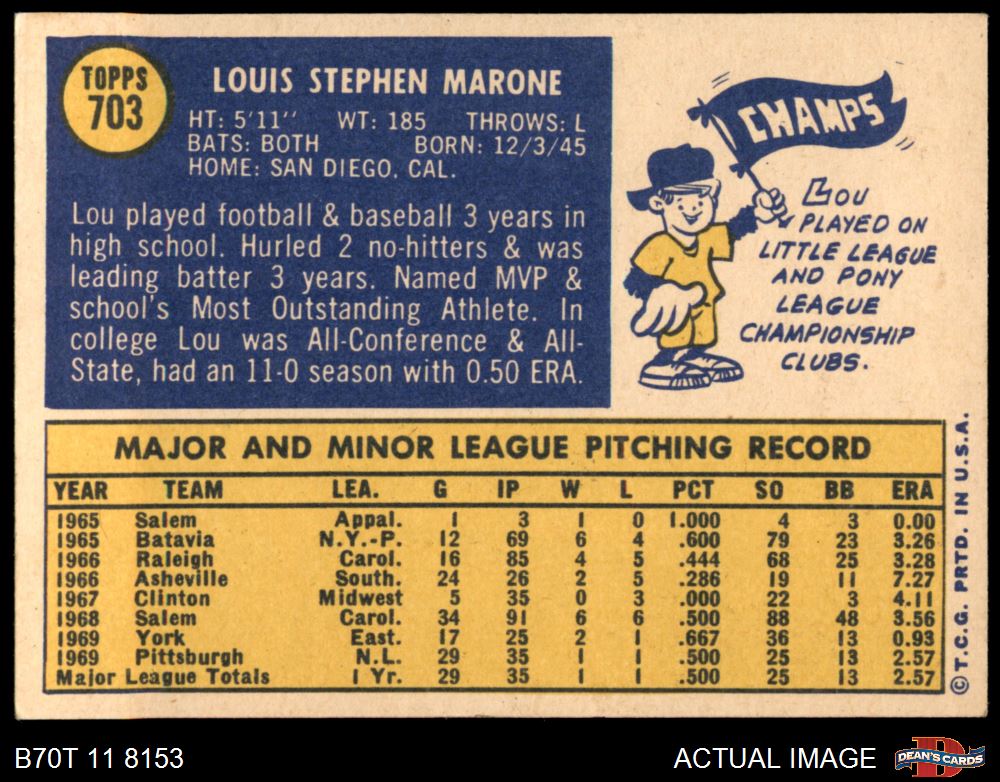 TOPPS
703
LOUIS STEPHEN MARONE
HT: 5'11" WT: 185 THROWS: L
BATS: BOTH BORN: 12/3/45
HOME: SAN DIEGO, CAL.
Lou played football & baseball 3 years in
high school. Hurled 2 no-hitters & was
leading batter 3 years. Named MVP &
school's Most Outstanding Athlete. In
college Lou was All-Conference & All-
State, had an 11-0 season with 0.50 ERA.
CHAMPS
LOU
PLAYED ON
LITTLE LEAGUE
AND PONY
LEAGUE
CHAMPIONSHIP
CLUBS.
MAJOR AND MINOR LEAGUE PITCHING RECORD
YEAR TEAM LEA. G IP W L PCT SO BB ERA
1965 Salem Appal. 1 3 1 0 1.000 4 3 0.00
1965 Batavia N.Y.-P. 12 69 6 4 .600 79 23 3.26
1966 Raleigh Carol. 16 85 4 5 .444 68 25 3.28
1966 Asheville South. 24 26 2 5 .286 19 11 7.27
1967 Clinton Midwest 5 35 0 3 .000 22 3 4.11
1968 Salem Carol. 34 91 6 6 .500 88 48 3.56
1969 York East. 17 25 2 1 .667 36 13 0.93
1969 Pittsburgh N.L. 29 35 1 1 .500 25 13 2.57
Major League Totals 1 Yr. 29 35 1 1 .500 25 13 2.57
© T.C.G. PRTD. IN U.S.A.
B70T 11 8153
ACTUAL IMAGE
D
DEAN'S CARDS